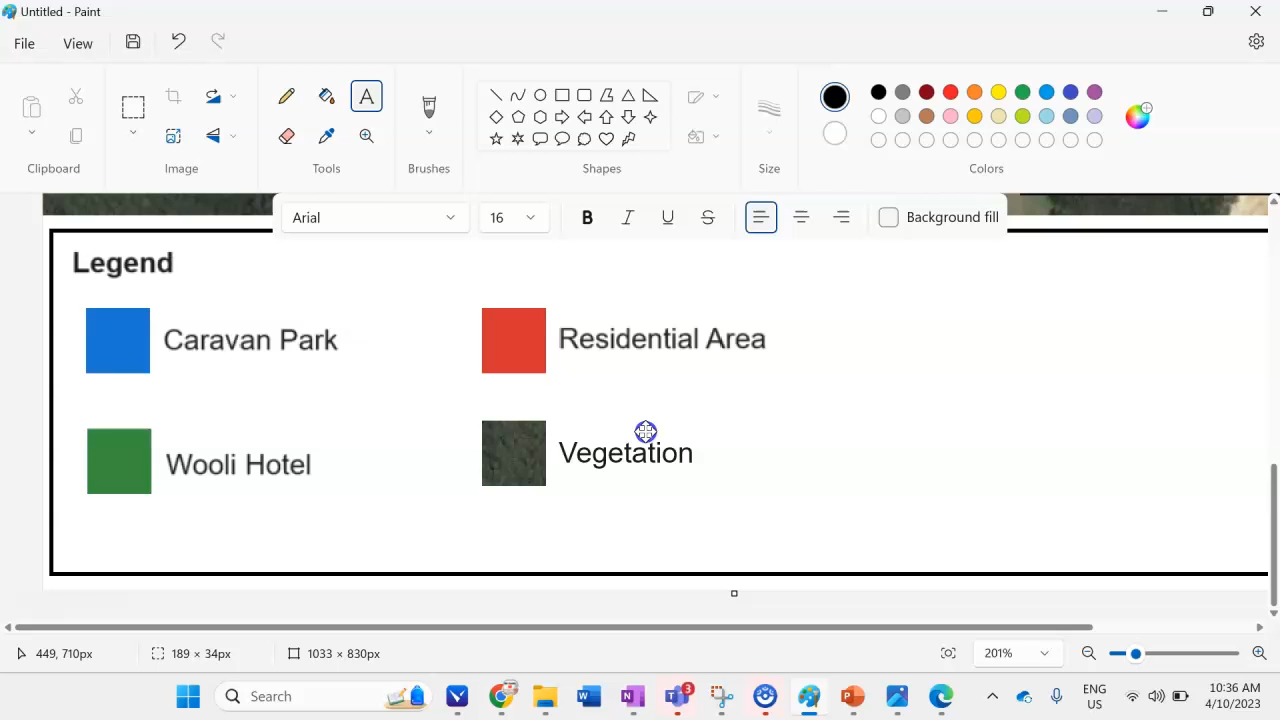 Untitled - Paint
File
View
Clipboard
Image
Tools
Brushes
Shapes
Size
Colors
Arial
16
B
I
U
S
Background fill
Legend
Caravan Park
Residential Area
Wooli Hotel
Vegetation
449, 710px
189 × 34px
1033 × 830px
201%
Search
3
ENG
US
10:36 AM
4/10/2023